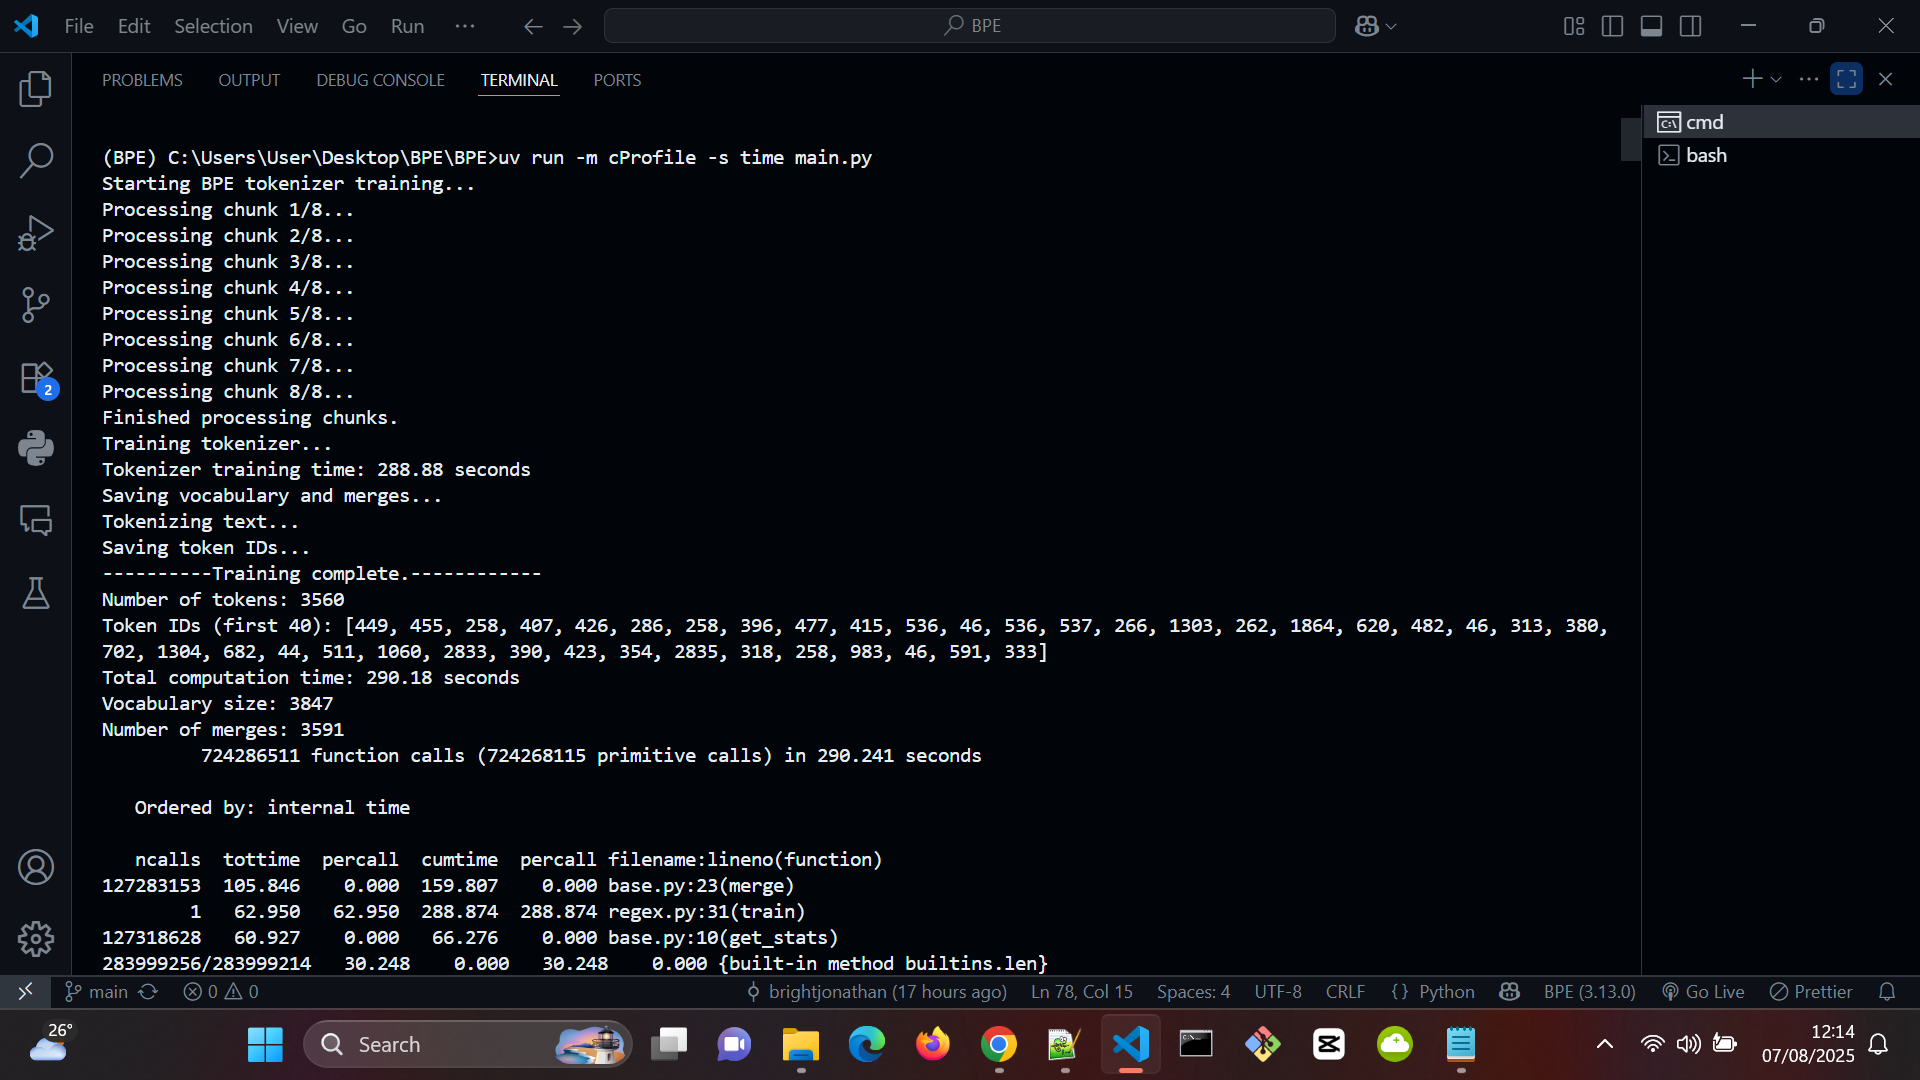 File Edit Selection View Go Run ··· BPE
PROBLEMS OUTPUT DEBUG CONSOLE TERMINAL PORTS
cmd
bash
(BPE) C:\Users\User\Desktop\BPE\BPE>uv run -m cProfile -s time main.py
Starting BPE tokenizer training...
Processing chunk 1/8...
Processing chunk 2/8...
Processing chunk 3/8...
Processing chunk 4/8...
Processing chunk 5/8...
Processing chunk 6/8...
Processing chunk 7/8...
Processing chunk 8/8...
Finished processing chunks.
Training tokenizer...
Tokenizer training time: 288.88 seconds
Saving vocabulary and merges...
Tokenizing text...
Saving token IDs...
----------Training complete.------------
Number of tokens: 3560
Token IDs (first 40): [449, 455, 258, 407, 426, 286, 258, 396, 477, 415, 536, 46, 536, 537, 266, 1303, 262, 1864, 620, 482, 46, 313, 380,
702, 1304, 682, 44, 511, 1060, 2833, 390, 423, 354, 2835, 318, 258, 983, 46, 591, 333]
Total computation time: 290.18 seconds
Vocabulary size: 3847
Number of merges: 3591
724286511 function calls (724268115 primitive calls) in 290.241 seconds
Ordered by: internal time
ncalls tottime percall cumtime percall filename:lineno(function)
127283153 105.846 0.000 159.807 0.000 base.py:23(merge)
1 62.950 62.950 288.874 288.874 regex.py:31(train)
127318628 60.927 0.000 66.276 0.000 base.py:10(get_stats)
283999256/283999214 30.248 0.000 30.248 0.000 {built-in method builtins.len}
2
main 0 0 brightjonathan (17 hours ago) Ln 78, Col 15 Spaces: 4 UTF-8 CRLF {} Python BPE (3.13.0) Go Live Prettier
26° Search 12:14
07/08/2025